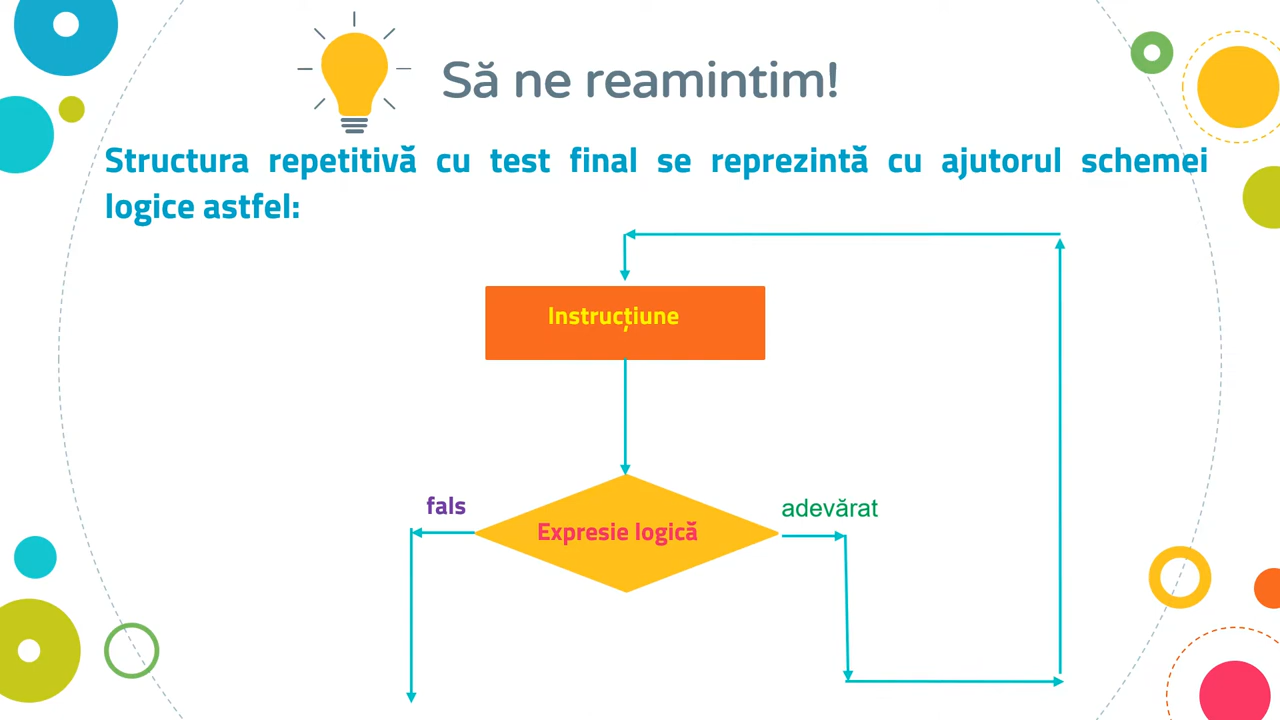 Să ne reamintim!
Structura repetitivă cu test final se reprezintă cu ajutorul schemei
logice astfel:
Instrucțiune
fals
adevărat
Expresie logică